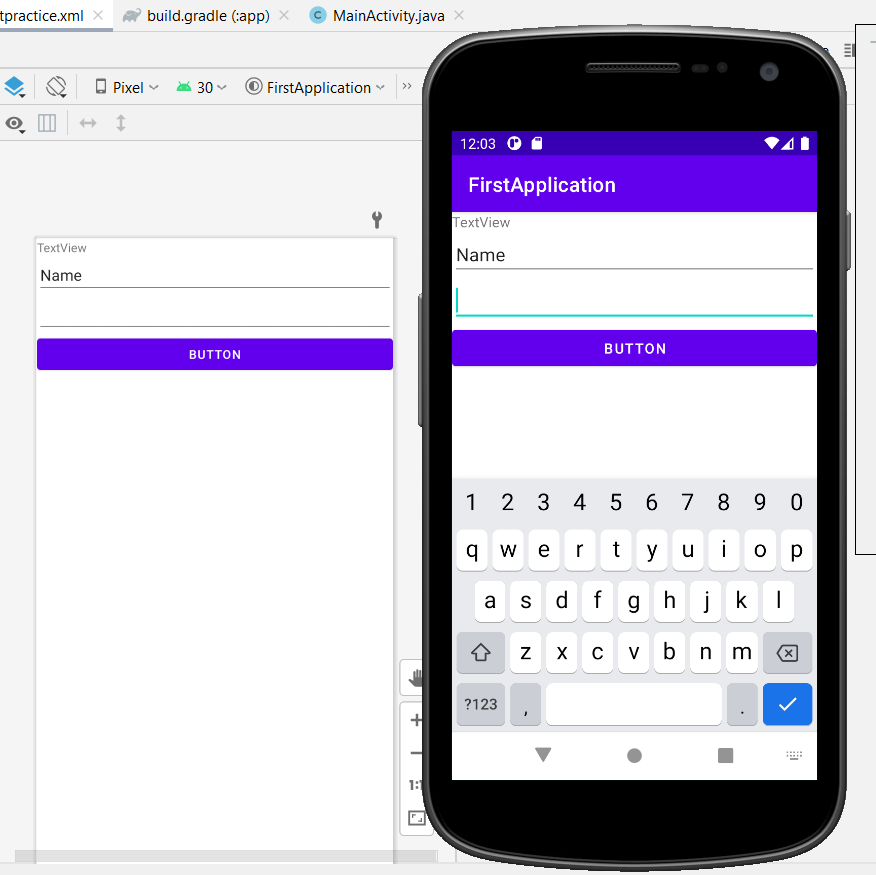 tpractice.xml
build.gradle (:app)
C MainActivity.java
Pixel
30
FirstApplication
TextView
Name
BUTTON
1:1
12:03
FirstApplication
TextView
Name
BUTTON
1 2 3 4 5 6 7 8 9 0
q w e r t y u i o p
a s d f g h j k l
z x c v b n m
?123 , .